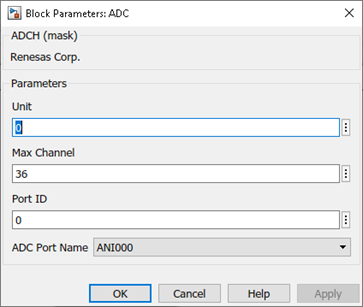 Block Parameters: ADC
ADCH (mask)
Renesas Corp.
Parameters
Unit
0
Max Channel
36
Port ID
0
ADC Port Name ANI000
OK Cancel Help Apply